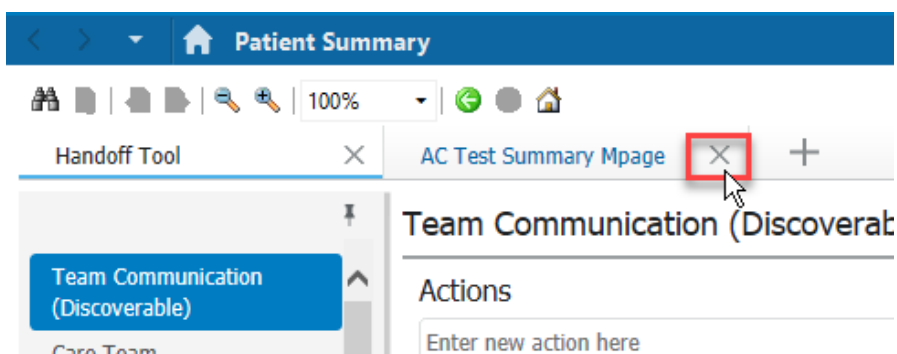 Patient Summary
100%
Handoff Tool
AC Test Summary Mpage
Team Communication (Discoverab
Team Communication
(Discoverable)
Actions
Enter new action here
Care Team